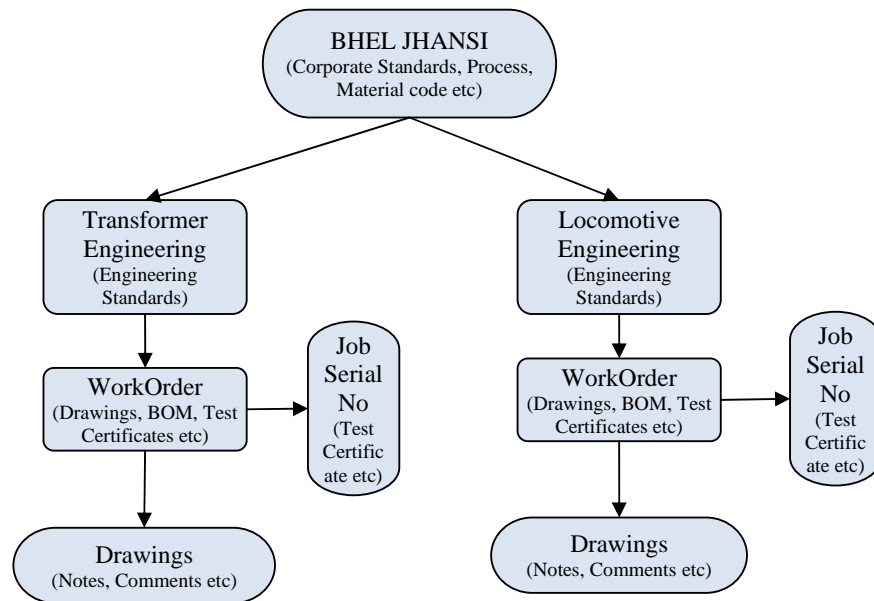 BHEL JHANSI
(Corporate Standards, Process,
Material code etc)
Transformer
Engineering
(Engineering
Standards)
Locomotive
Engineering
(Engineering
Standards)
WorkOrder
(Drawings, BOM, Test
Certificates etc)
Job
Serial
No
(Test
Certific
ate etc)
WorkOrder
(Drawings, BOM, Test
Certificates etc)
Job
Serial
No
(Test
Certific
ate etc)
Drawings
(Notes, Comments etc)
Drawings
(Notes, Comments etc)